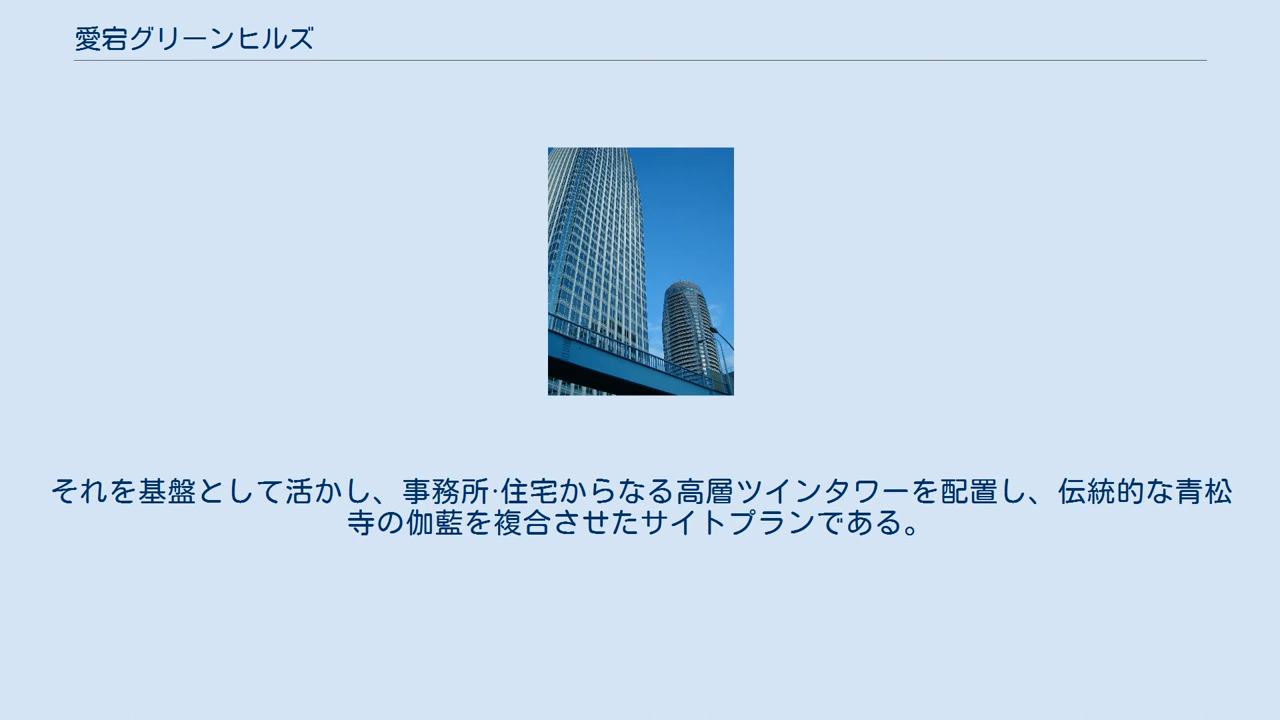 愛宕グリーンヒルズ
それを基盤として活かし、事務所·住宅からなる高層ツインタワーを配置し、伝統的な青松
寺の伽藍を複合させたサイトプランである。